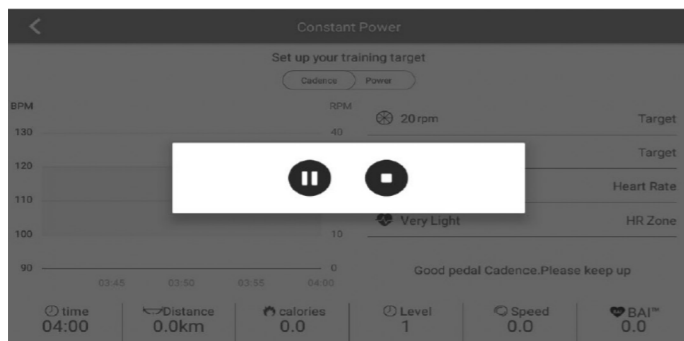 Constant Power
Set up your training target
Cadence Power
BPM
RPM
130
40
120
110
100
10
90
0
03:45 03:50 03:55 04:00
20 rpm Target
Target
Heart Rate
Very Light HR Zone
Good pedal Cadence.Please keep up
time Distance calories Level Speed BAI™
04:00 0.0km 0.0 1 0.0 0.0